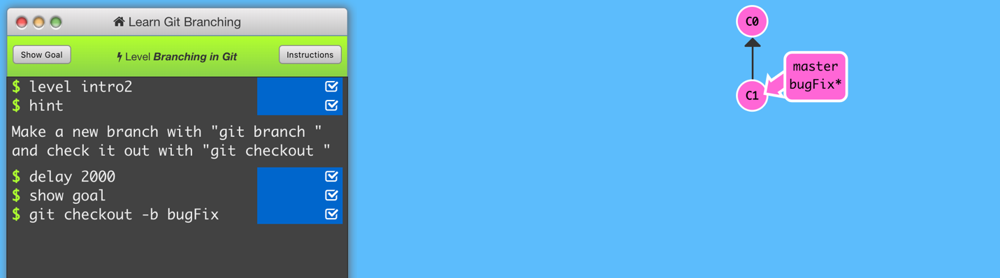 Learn Git Branching
Show Goal
Level Branching in Git
Instructions
$ level intro2
$ hint
Make a new branch with "git branch "
and check it out with "git checkout "
$ delay 2000
$ show goal
$ git checkout -b bugFix
C0
master
bugFix*
C1